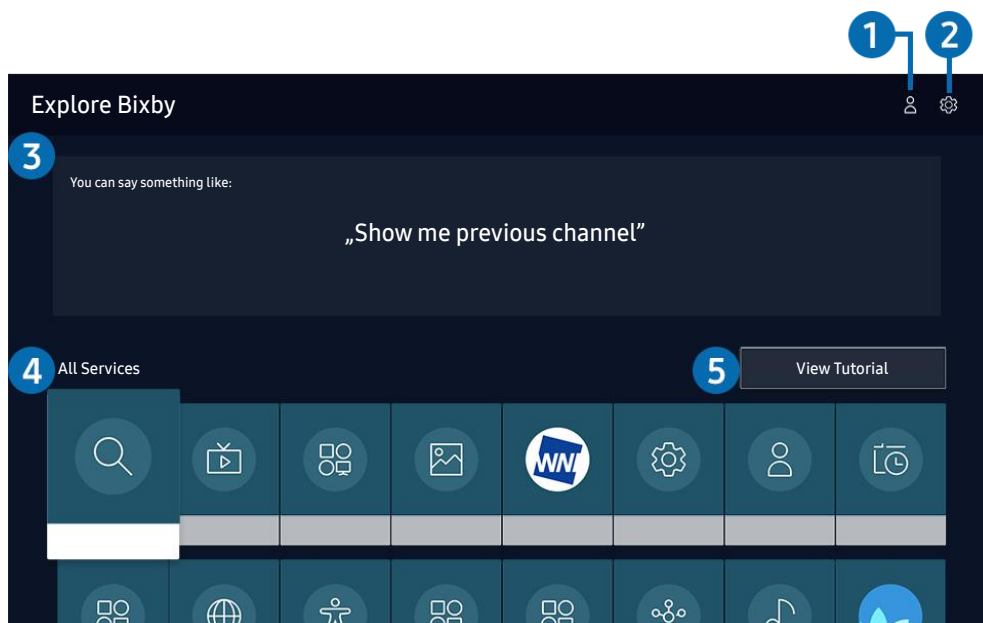 1 2
Explore Bixby
3
You can say something like:
„Show me previous channel”
4 All Services
5 View Tutorial
WNI